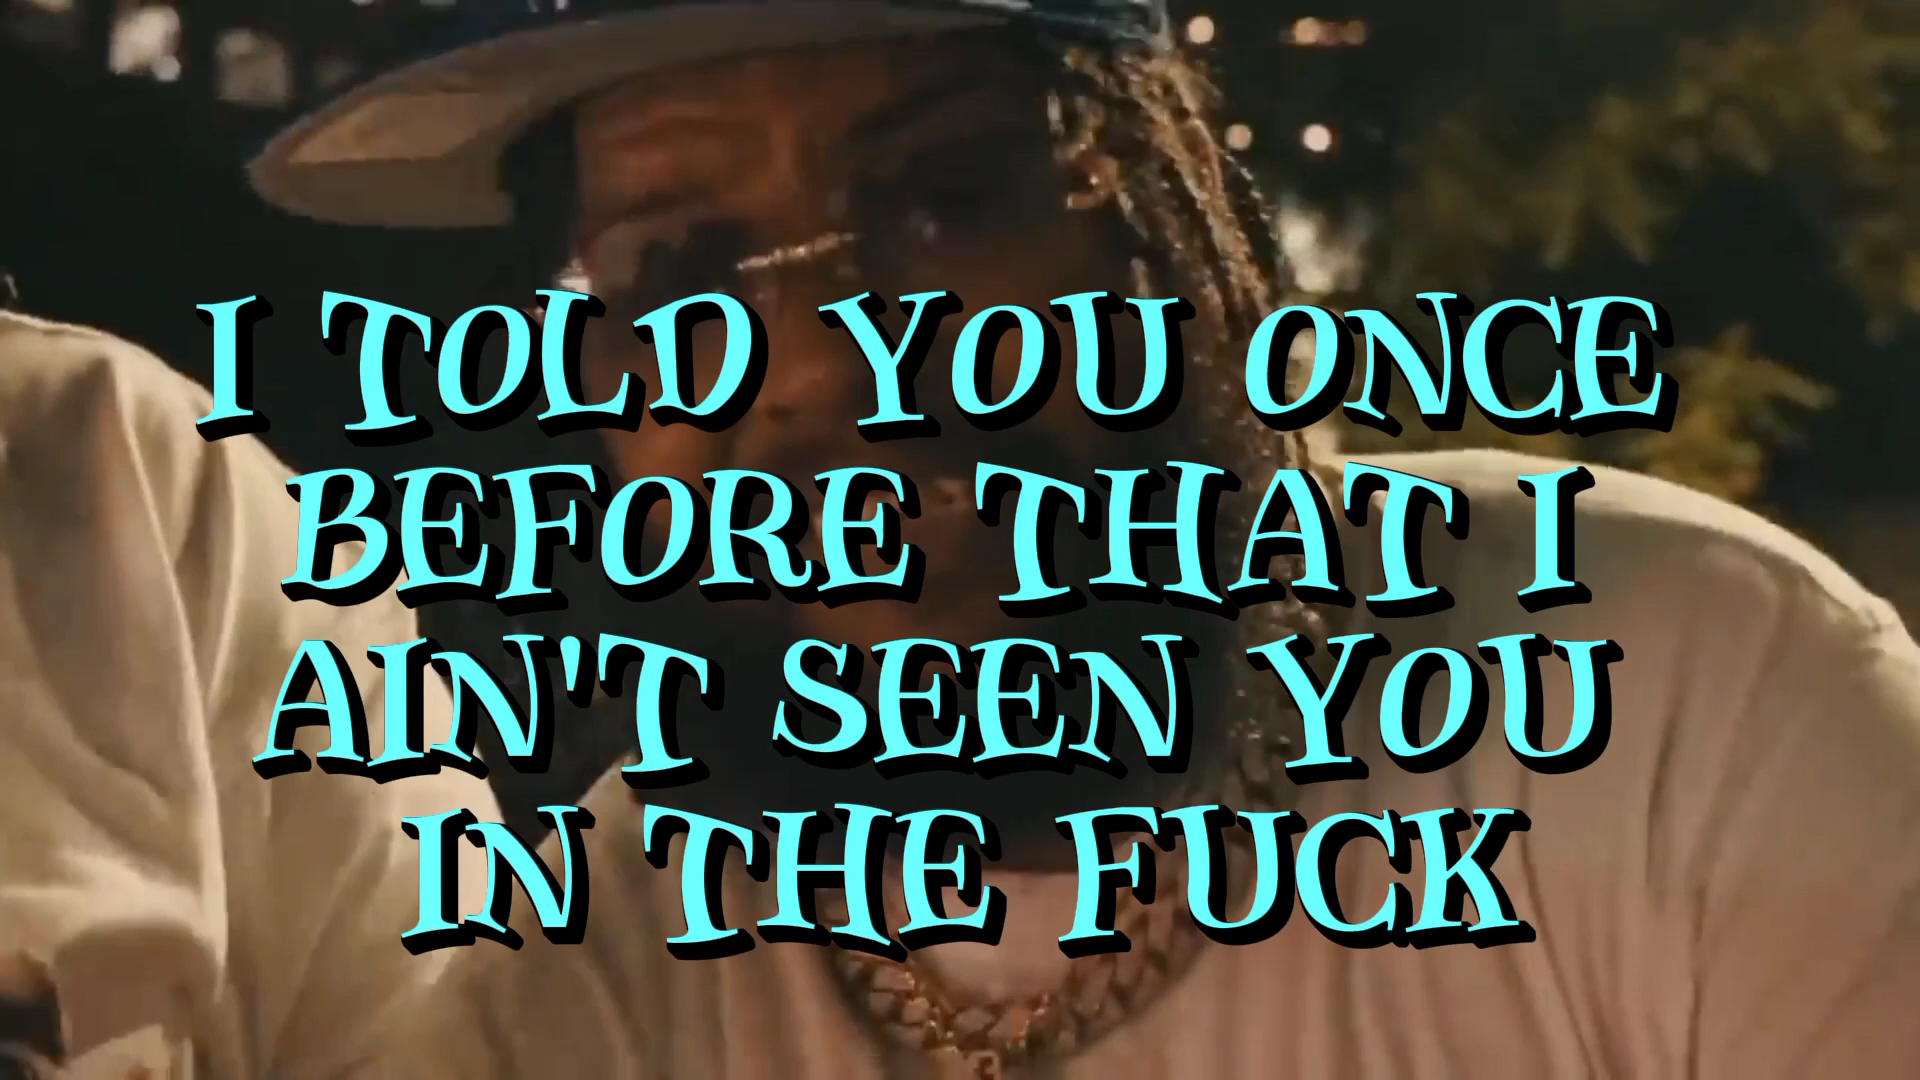 I TOLD YOU ONCE
BEFORE THAT I
AIN'T SEEN YOU
IN THE FUCK